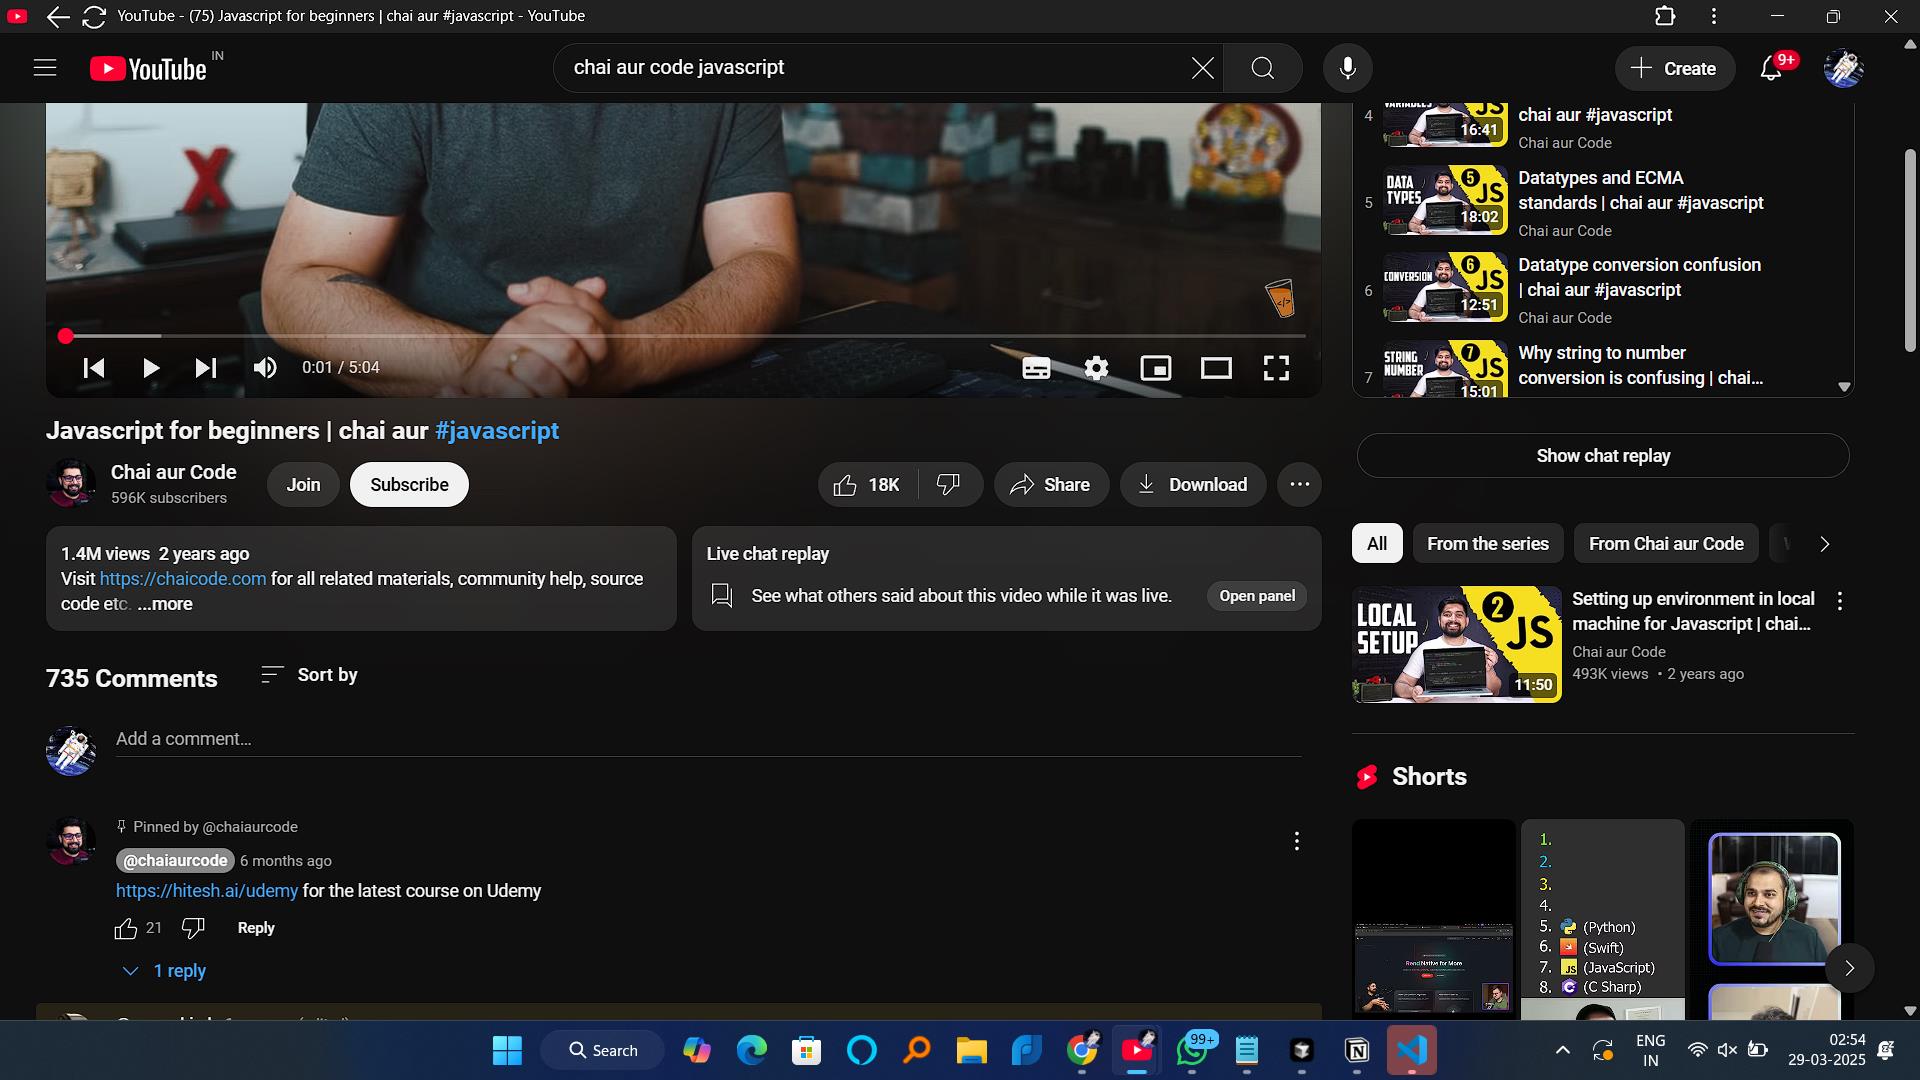 YouTube - (75) Javascript for beginners | chai aur #javascript - YouTube
YouTube IN
chai aur code javascript
Create
9+
X
0:01 / 5:04
4
JS
16:41
chai aur #javascript
Chai aur Code
5
DATA
TYPES
5
JS
18:02
Datatypes and ECMA
standards | chai aur #javascript
Chai aur Code
6
CONVERSION
6
JS
12:51
Datatype conversion confusion
| chai aur #javascript
Chai aur Code
7
STRING
NUMBER
7
JS
15:01
Why string to number
conversion is confusing | chai...
Javascript for beginners | chai aur #javascript
Chai aur Code
596K subscribers
Join
Subscribe
18K
Share
Download
1.4M views 2 years ago
Visit https://chaicode.com for all related materials, community help, source
code etc. ...more
Live chat replay
See what others said about this video while it was live.
Open panel
Show chat replay
All
From the series
From Chai aur Code
LOCAL
SETUP
2
JS
11:50
Setting up environment in local
machine for Javascript | chai...
Chai aur Code
493K views • 2 years ago
735 Comments
Sort by
Add a comment...
Pinned by @chaiaurcode
@chaiaurcode 6 months ago
https://hitesh.ai/udemy for the latest course on Udemy
21
Reply
1 reply
Shorts
1.
2.
3.
4.
5. (Python)
6. (Swift)
7. JS (JavaScript)
8. (C Sharp)
Search
99+
ENG
IN
02:54
29-03-2025